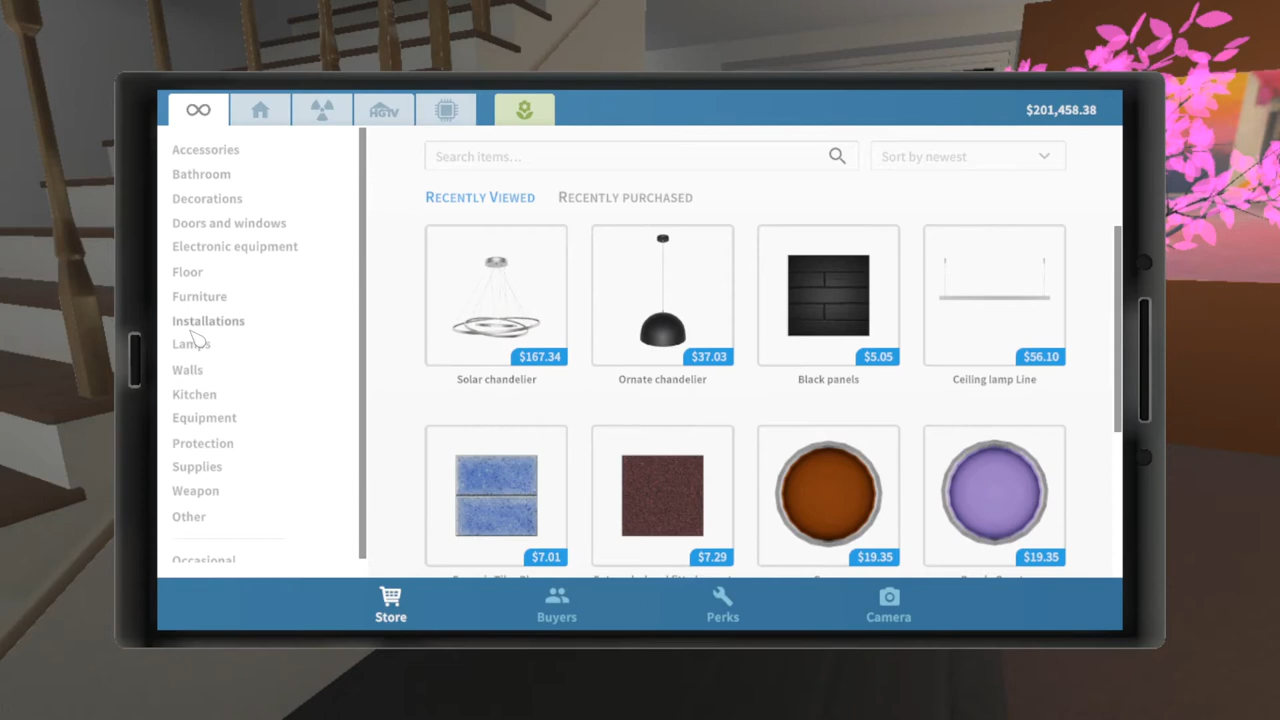 HGTV
$201,458.38
Accessories
Bathroom
Decorations
Doors and windows
Electronic equipment
Floor
Furniture
Installations
Lamps
Walls
Kitchen
Equipment
Protection
Supplies
Weapon
Other
Occasional
Search items...
Sort by newest
RECENTLY VIEWED
RECENTLY PURCHASED
$167.34
$37.03
$5.05
$56.10
Solar chandelier
Ornate chandelier
Black panels
Ceiling lamp Line
$7.01
$7.29
$19.35
$19.35
Store
Buyers
Perks
Camera